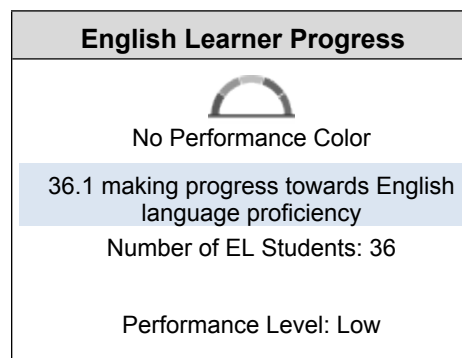 English Learner Progress
No Performance Color
36.1 making progress towards English
language proficiency
Number of EL Students: 36
Performance Level: Low